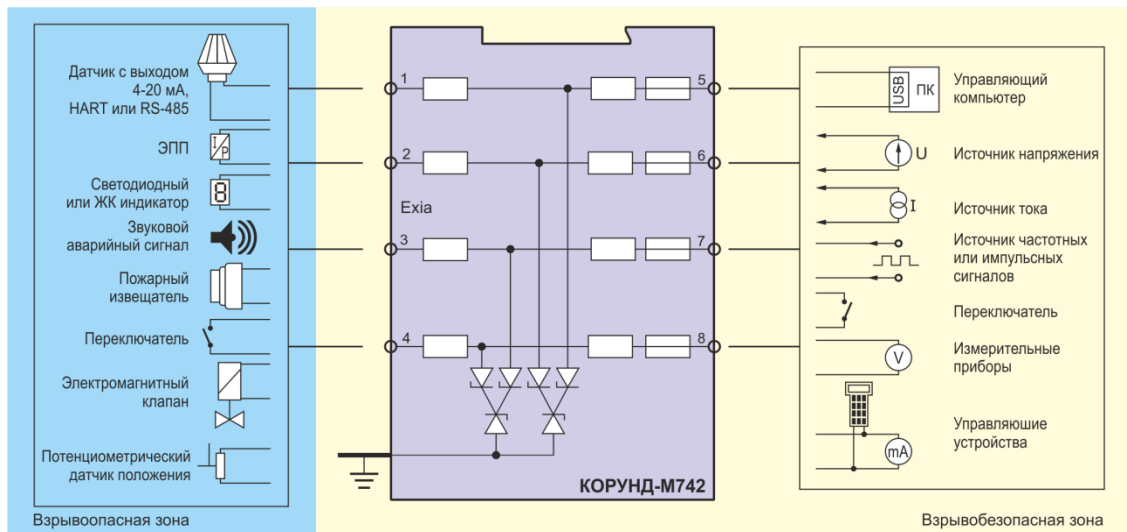 Датчик с выходом
4-20 мА,
HART или RS-485
ЭПП
I/P
Светодиодный
или ЖК индикатор
8
Звуковой
аварийный сигнал
Пожарный
извещатель
Переключатель
Электромагнитный
клапан
Потенциометрический
датчик положения
Взрывоопасная зона
1
2
Exia
3
4
5
6
7
8
КОРУНД-М742
USB
ПК
Управляющий
компьютер
U
Источник напряжения
I
Источник тока
Источник частотных
или импульсных
сигналов
Переключатель
V
Измерительные
приборы
Управляюшие
устройства
mA
Взрывобезопасная зона